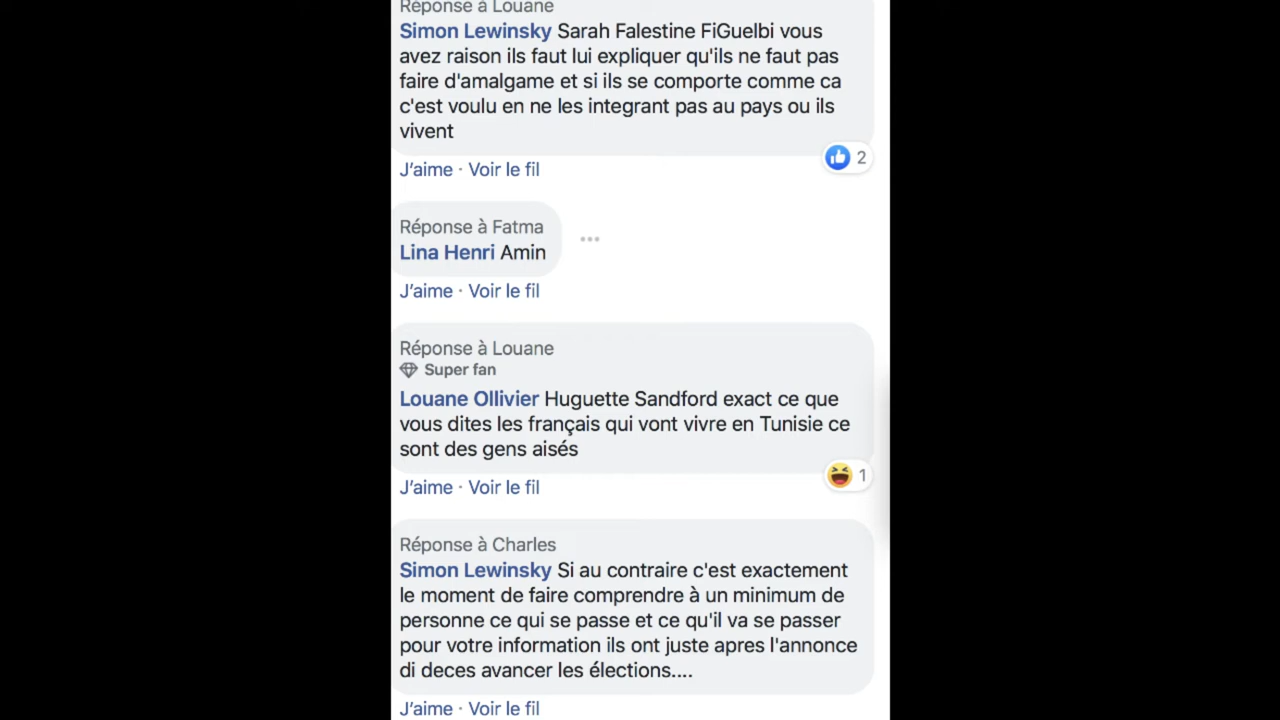 Réponse à Louane
Simon Lewinsky Sarah Falestine FiGuelbi vous
avez raison ils faut lui expliquer qu'ils ne faut pas
faire d'amalgame et si ils se comporte comme ca
c'est voulu en ne les integrant pas au pays ou ils
vivent
2
J'aime · Voir le fil
Réponse à Fatma
Lina Henri Amin
J'aime · Voir le fil
Réponse à Louane
Super fan
Louane Ollivier Huguette Sandford exact ce que
vous dites les français qui vont vivre en Tunisie ce
sont des gens aisés
1
J'aime · Voir le fil
Réponse à Charles
Simon Lewinsky Si au contraire c'est exactement
le moment de faire comprendre à un minimum de
personne ce qui se passe et ce qu'il va se passer
pour votre information ils ont juste apres l'annonce
di deces avancer les élections....
J'aime · Voir le fil